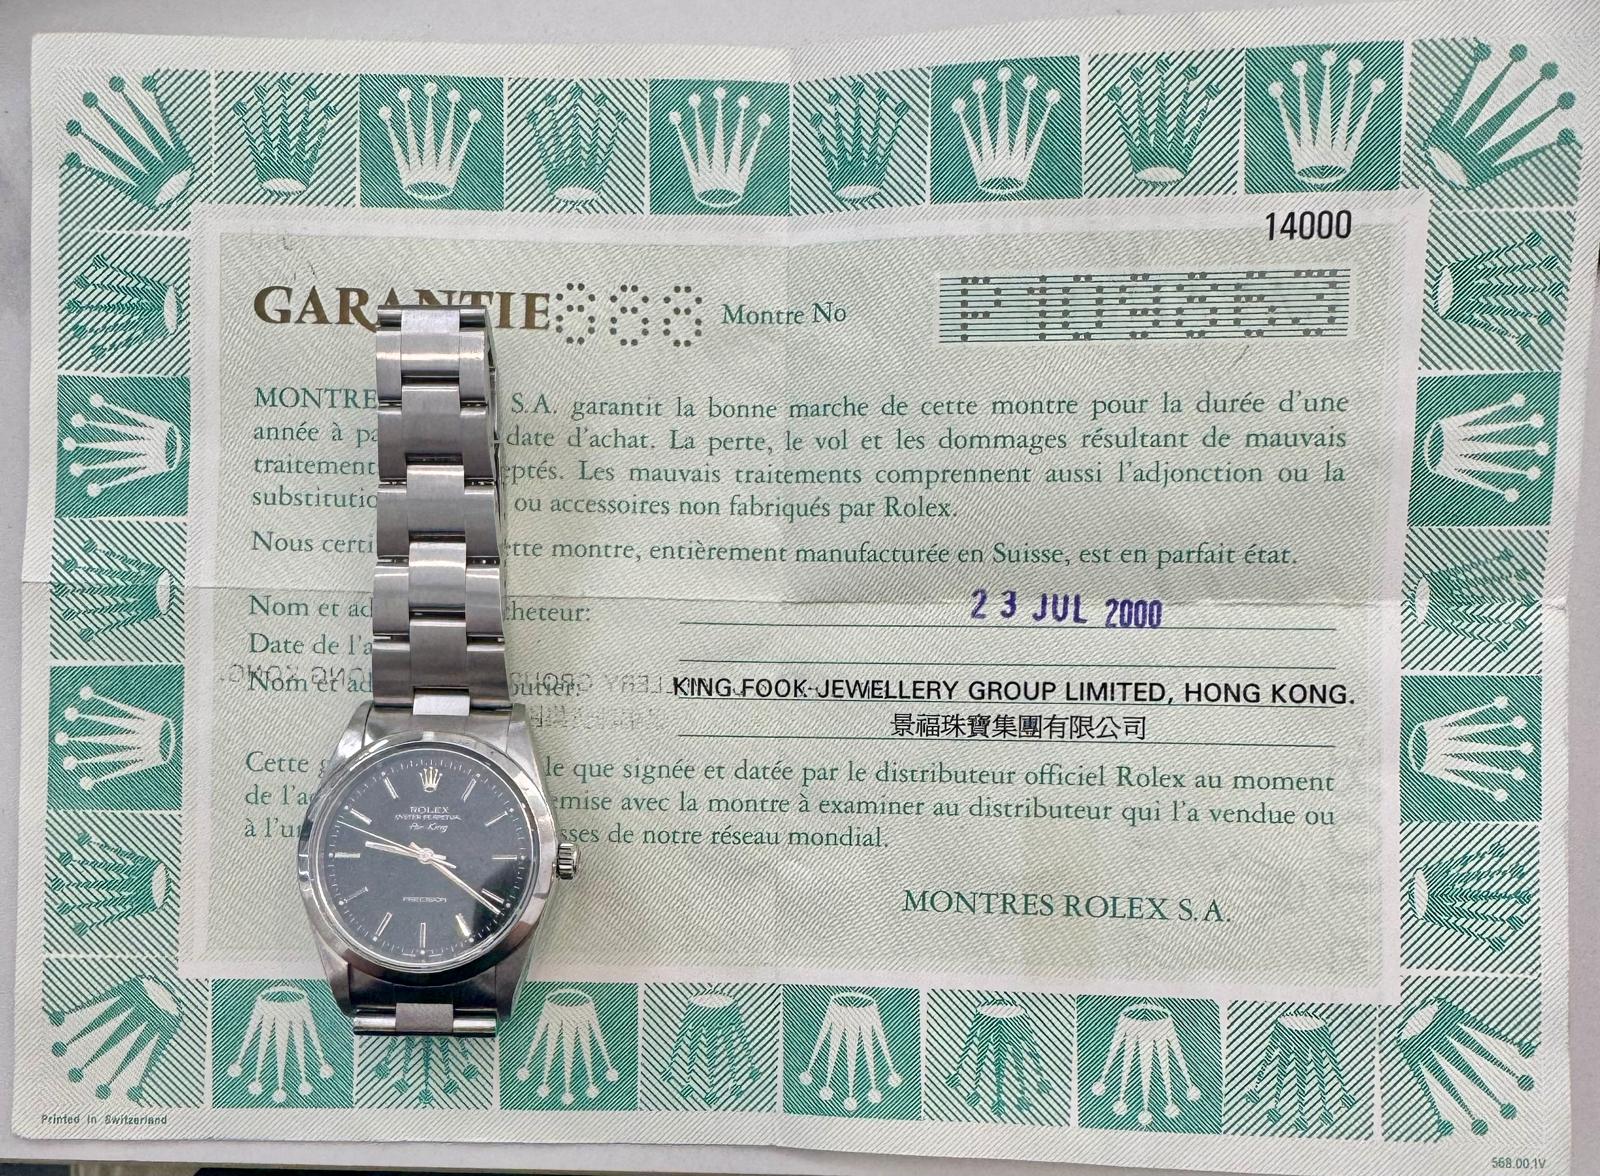 14000
GARANTIE 888 Montre No
MONTRE S.A. garantit la bonne marche de cette montre pour la durée d'une
année à pa date d'achat. La perte, le vol et les dommages résultant de mauvais
traitement eptés. Les mauvais traitements comprennent aussi l'adjonction ou la
substitutio ou accessoires non fabriqués par Rolex.
Nous certi tte montre, entièrement manufacturée en Suisse, est en parfait état.
Nom et ad cheteur:
23 JUL 2000
Date de l'a
Nom et ad outier:
KING FOOK JEWELLERY GROUP LIMITED, HONG KONG.
景福珠寶集團有限公司
Cette g le que signée et datée par le distributeur officiel Rolex au moment
de l'ac emise avec la montre à examiner au distributeur qui l'a vendue ou
à l'un sses de notre réseau mondial.
MONTRES ROLEX S.A.
ROLEX
OYSTER PERPETUAL
Air-King
PRECISION
Printed in Switzerland
568.00.1V